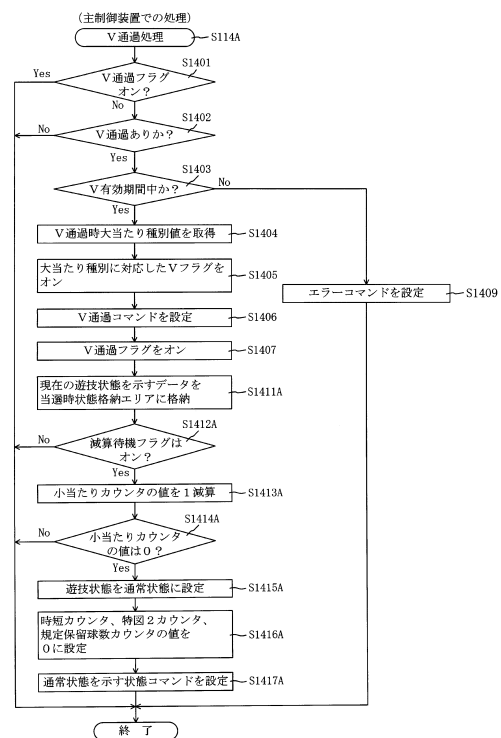 (主制御装置での処理)
V通過処理
S114A
S1401
Yes
V通過フラグ
オン?
No
S1402
No
V通過ありか?
Yes
S1403
V有効期間中か?
No
Yes
V通過時大当たり種別値を取得
S1404
大当たり種別に対応したVフラグを
オン
S1405
エラーコマンドを設定
S1409
V通過コマンドを設定
S1406
V通過フラグをオン
S1407
現在の遊技状態を示すデータを
当選時状態格納エリアに格納
S1411A
S1412A
No
減算待機フラグは
オン?
Yes
小当たりカウンタの値を1減算
S1413A
S1414A
No
小当たりカウンタ
の値は0?
Yes
遊技状態を通常状態に設定
S1415A
時短カウンタ、特図2カウンタ、
規定保留球数カウンタの値を
0に設定
S1416A
通常状態を示す状態コマンドを設定
S1417A
終 了